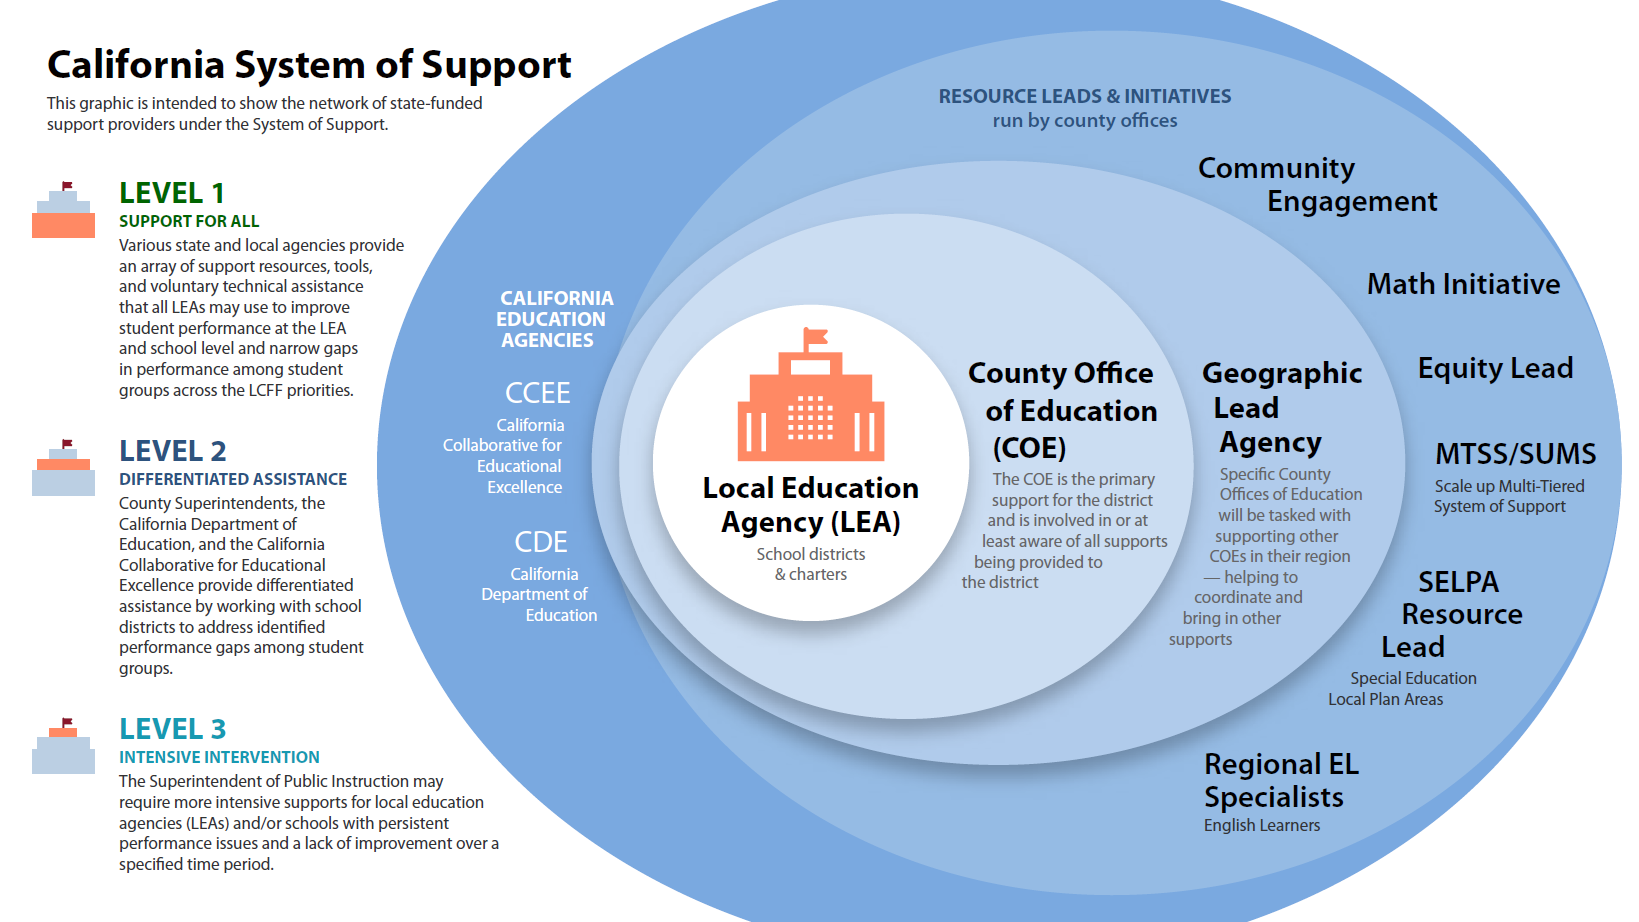 California System of Support
This graphic is intended to show the network of state-funded
support providers under the System of Support.
LEVEL 1
SUPPORT FOR ALL
Various state and local agencies provide
an array of support resources, tools,
and voluntary technical assistance
that all LEAs may use to improve
student performance at the LEA
and school level and narrow gaps
in performance among student
groups across the LCFF priorities.
LEVEL 2
DIFFERENTIATED ASSISTANCE
County Superintendents, the
California Department of
Education, and the California
Collaborative for Educational
Excellence provide differentiated
assistance by working with school
districts to address identified
performance gaps among student
groups.
LEVEL 3
INTENSIVE INTERVENTION
The Superintendent of Public Instruction may
require more intensive supports for local education
agencies (LEAs) and/or schools with persistent
performance issues and a lack of improvement over a
specified time period.
CALIFORNIA
EDUCATION
AGENCIES
CCEE
California
Collaborative for
Educational
Excellence
CDE
California
Department of
Education
Local Education
Agency (LEA)
School districts
& charters
County Office
of Education
(COE)
The COE is the primary
support for the district
and is involved in or at
least aware of all supports
being provided to
the district
Geographic
Lead
Agency
Specific County
Offices of Education
will be tasked with
supporting other
COEs in their region
— helping to
coordinate and
bring in other
supports
RESOURCE LEADS & INITIATIVES
run by county offices
Community
Engagement
Math Initiative
Equity Lead
MTSS/SUMS
Scale up Multi-Tiered
System of Support
SELPA
Resource
Lead
Special Education
Local Plan Areas
Regional EL
Specialists
English Learners